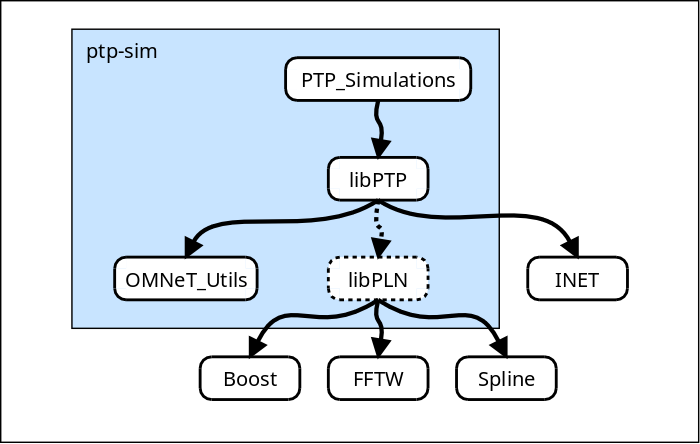 ptp-sim
PTP_Simulations
libPTP
OMNeT_Utils
libPLN
INET
Boost
FFTW
Spline